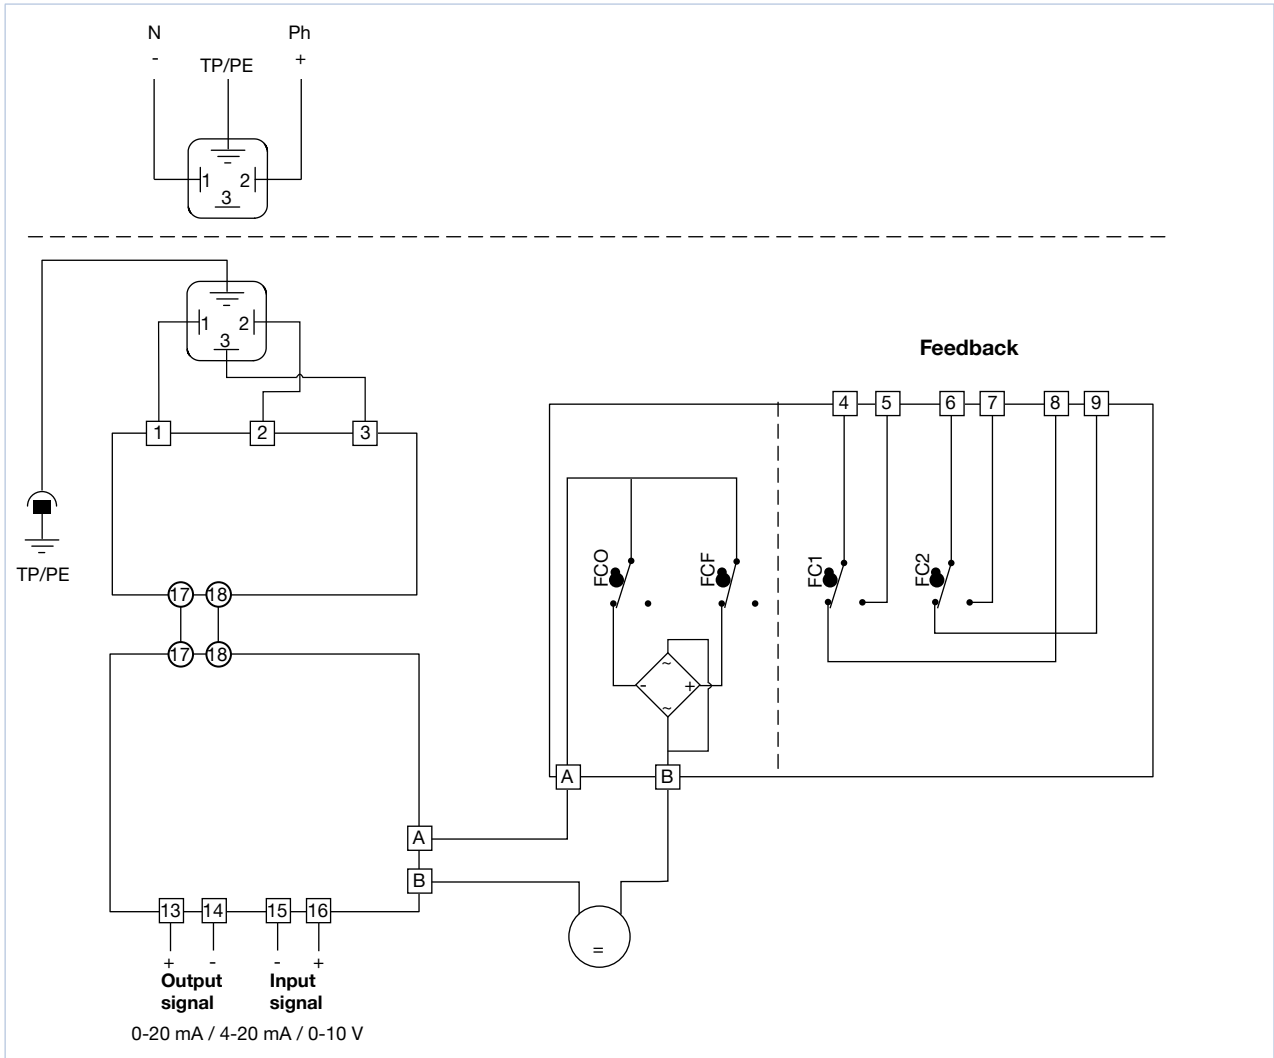 N Ph
- TP/PE +
1 2
3
1 2
3
Feedback
4 5 6 7 8 9
1 2 3
FCO FCF FC1 FC2
TP/PE
17 18
17 18
~
- +
~
A B
A
B
13 14 15 16
=
+ - - +
Output Input
signal signal
0-20 mA / 4-20 mA / 0-10 V